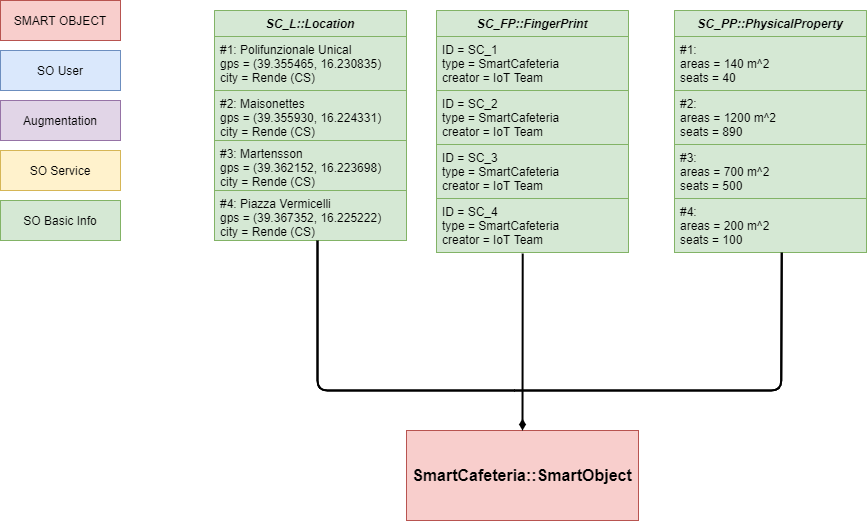 SMART OBJECT
SO User
Augmentation
SO Service
SO Basic Info
SC_L::Location
#1: Polifunzionale Unical
gps = (39.355465, 16.230835)
city = Rende (CS)
#2: Maisonettes
gps = (39.355930, 16.224331)
city = Rende (CS)
#3: Martensson
gps = (39.362152, 16.223698)
city = Rende (CS)
#4: Piazza Vermicelli
gps = (39.367352, 16.225222)
city = Rende (CS)
SC_FP::FingerPrint
ID = SC_1
type = SmartCafeteria
creator = IoT Team
ID = SC_2
type = SmartCafeteria
creator = IoT Team
ID = SC_3
type = SmartCafeteria
creator = IoT Team
ID = SC_4
type = SmartCafeteria
creator = IoT Team
SC_PP::PhysicalProperty
#1:
areas = 140 m^2
seats = 40
#2:
areas = 1200 m^2
seats = 890
#3:
areas = 700 m^2
seats = 500
#4:
areas = 200 m^2
seats = 100
SmartCafeteria::SmartObject